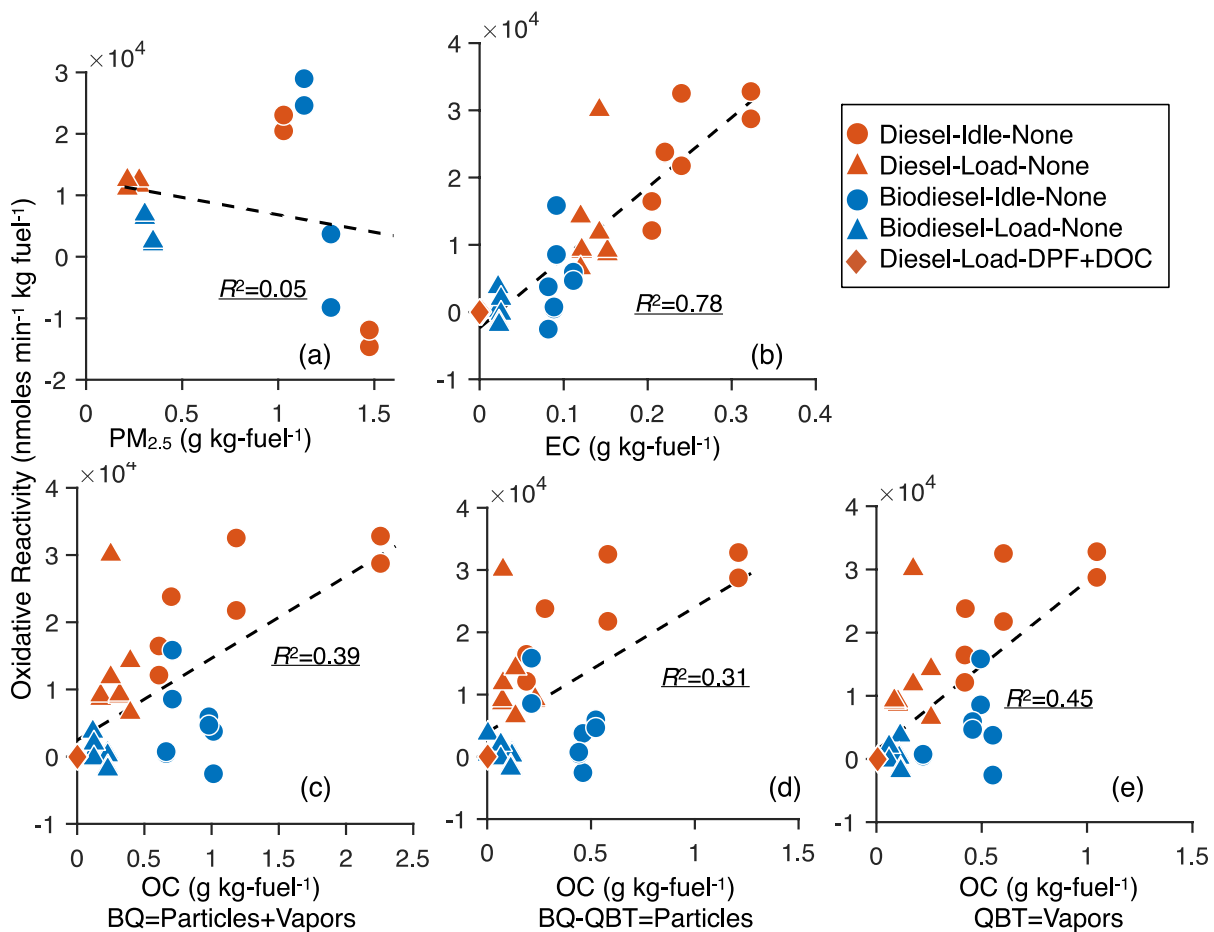 Oxidative Reactivity (nmoles min⁻¹ kg fuel⁻¹)
×10⁴
3
2
1
0
-1
-2
0
0.5
1
1.5
R²=0.05
(a)
PM₂.₅ (g kg-fuel⁻¹)
×10⁴
4
3
2
1
0
-1
0
0.1
0.2
0.3
0.4
R²=0.78
(b)
EC (g kg-fuel⁻¹)
Diesel-Idle-None
Diesel-Load-None
Biodiesel-Idle-None
Biodiesel-Load-None
Diesel-Load-DPF+DOC
×10⁴
4
3
2
1
0
-1
0
0.5
1
1.5
2
2.5
R²=0.39
(c)
OC (g kg-fuel⁻¹)
BQ=Particles+Vapors
×10⁴
4
3
2
1
0
-1
0
0.5
1
1.5
R²=0.31
(d)
OC (g kg-fuel⁻¹)
BQ-QBT=Particles
×10⁴
4
3
2
1
0
-1
0
0.5
1
1.5
R²=0.45
(e)
OC (g kg-fuel⁻¹)
QBT=Vapors